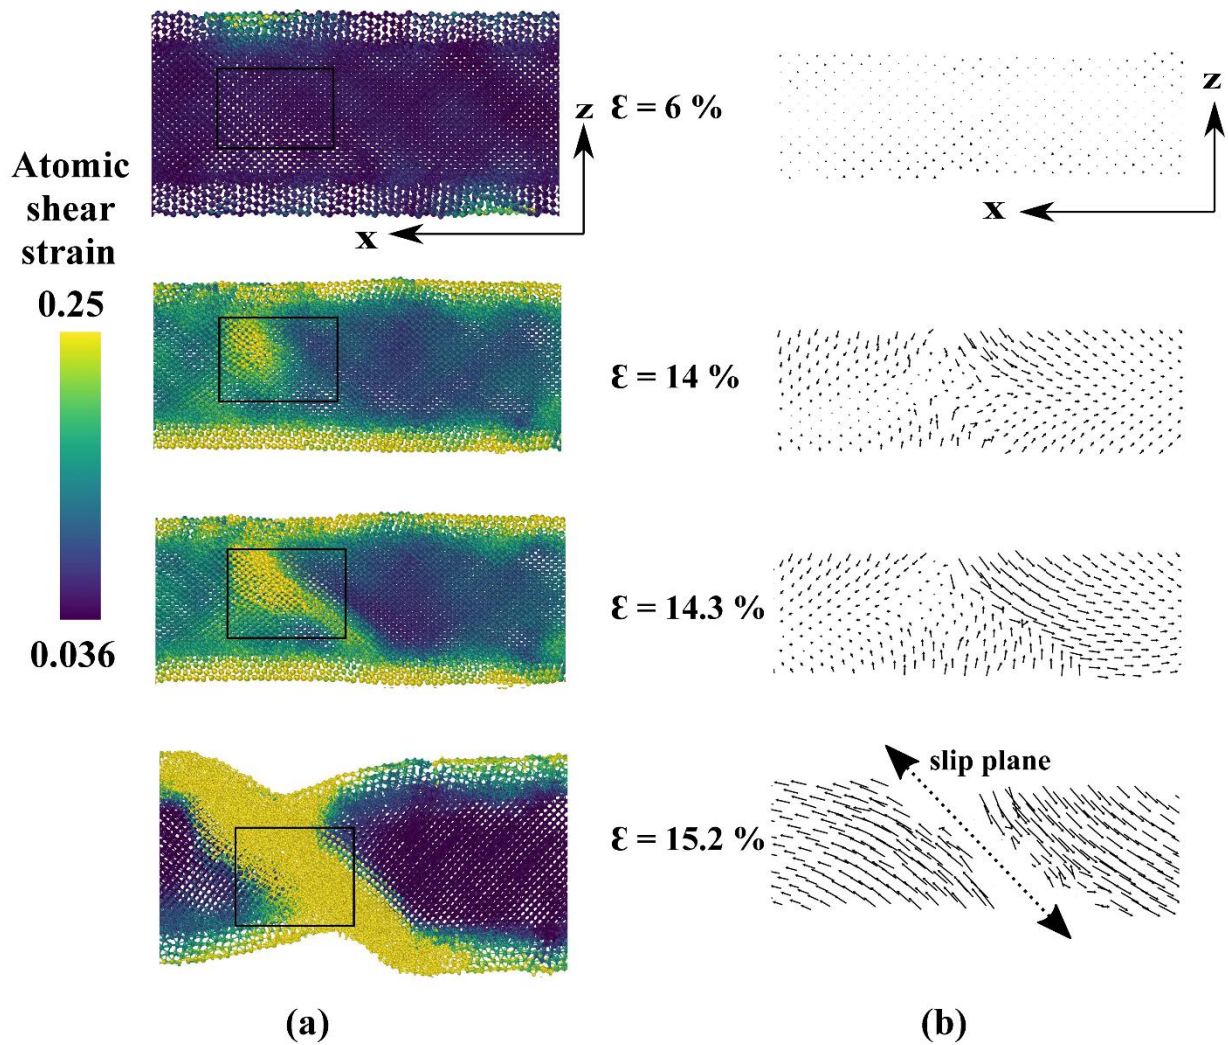 Atomic
shear
strain
0.25
0.036
z
x
Ɛ = 6 %
z
x
Ɛ = 14 %
Ɛ = 14.3 %
slip plane
Ɛ = 15.2 %
(a)
(b)